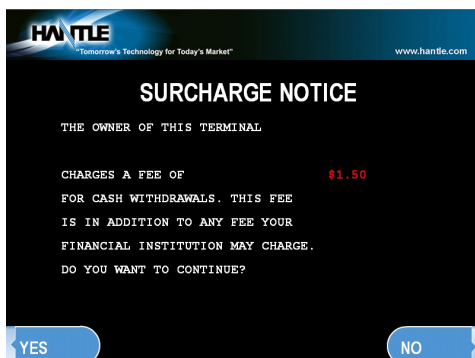 HANTLE
"Tomorrow's Technology for Today's Market"
www.hantle.com
SURCHARGE NOTICE
THE OWNER OF THIS TERMINAL
CHARGES A FEE OF $1.50
FOR CASH WITHDRAWALS. THIS FEE
IS IN ADDITION TO ANY FEE YOUR
FINANCIAL INSTITUTION MAY CHARGE.
DO YOU WANT TO CONTINUE?
YES
NO